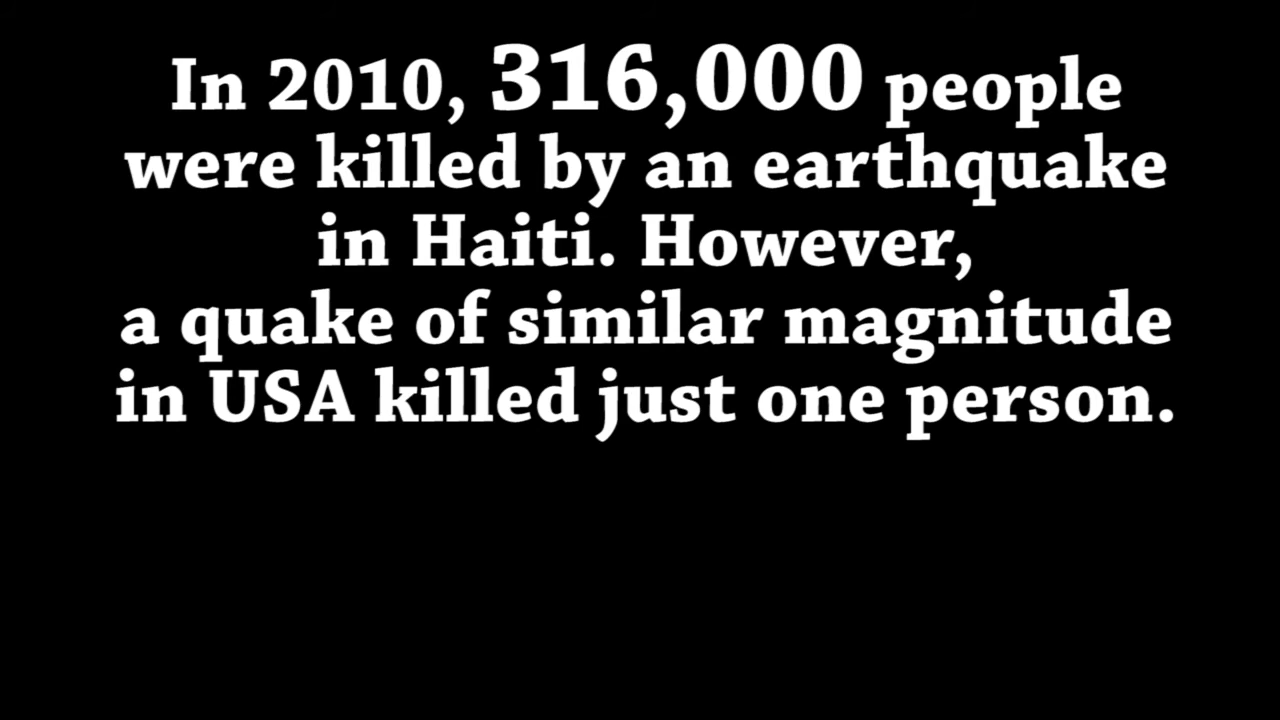 In 2010, 316,000 people
were killed by an earthquake
in Haiti. However,
a quake of similar magnitude
in USA killed just one person.